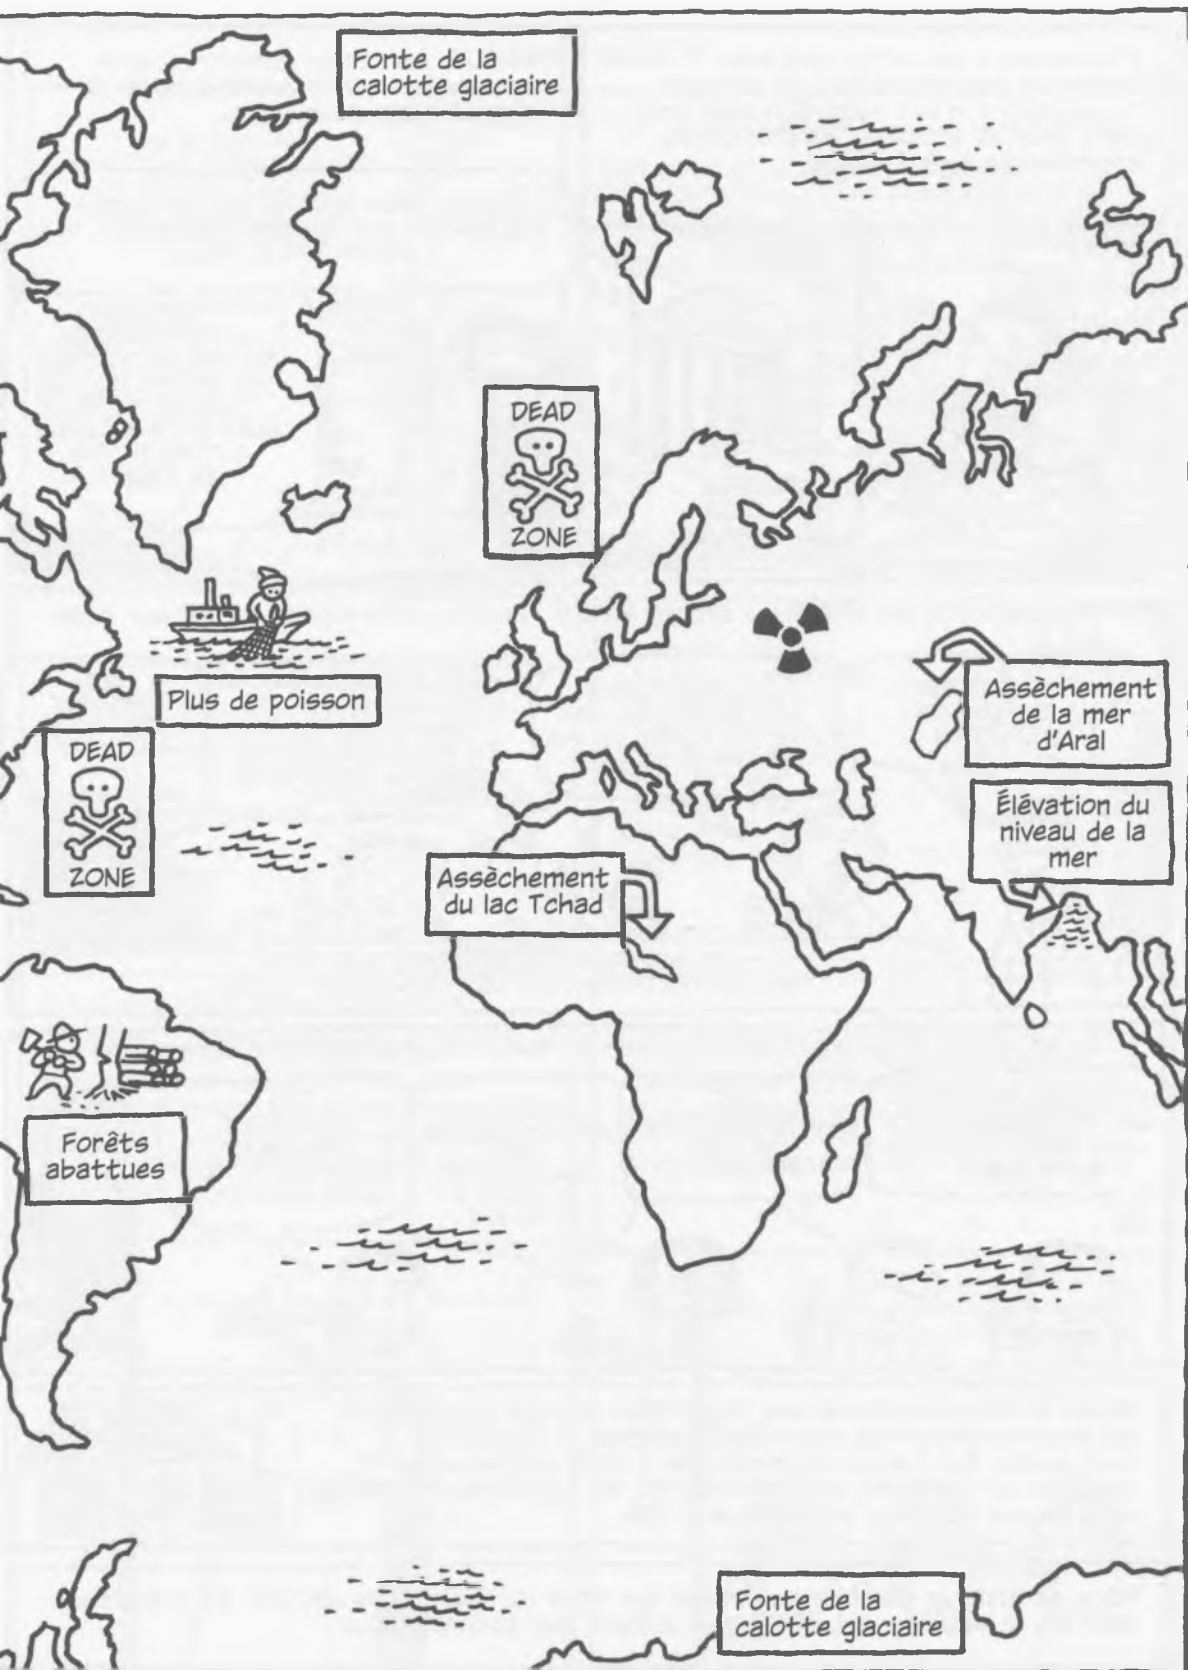 Fonte de la
calotte glaciaire
DEAD
ZONE
Plus de poisson
Assèchement
de la mer
d'Aral
DEAD
ZONE
Élévation du
niveau de la
mer
Assèchement
du lac Tchad
Forêts
abattues
Fonte de la
calotte glaciaire